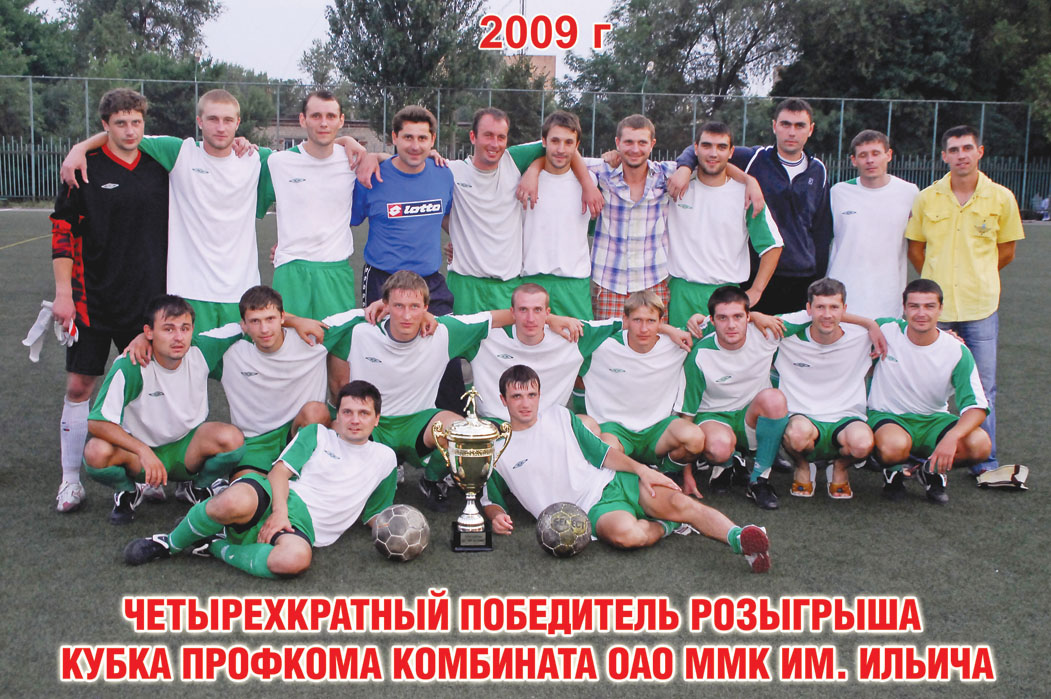 2009 г
lotto
ЧЕТЫРЕХКРАТНЫЙ ПОБЕДИТЕЛЬ РОЗЫГРЫША
КУБКА ПРОФКОМА КОМБИНАТА ОАО ММК ИМ. ИЛЬИЧА